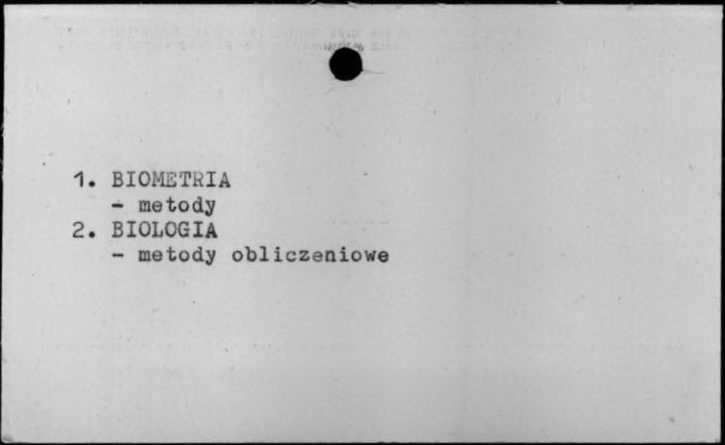 1. BIOMETRIA
- metody
2. BIOLOGIA
- metody obliczeniowe